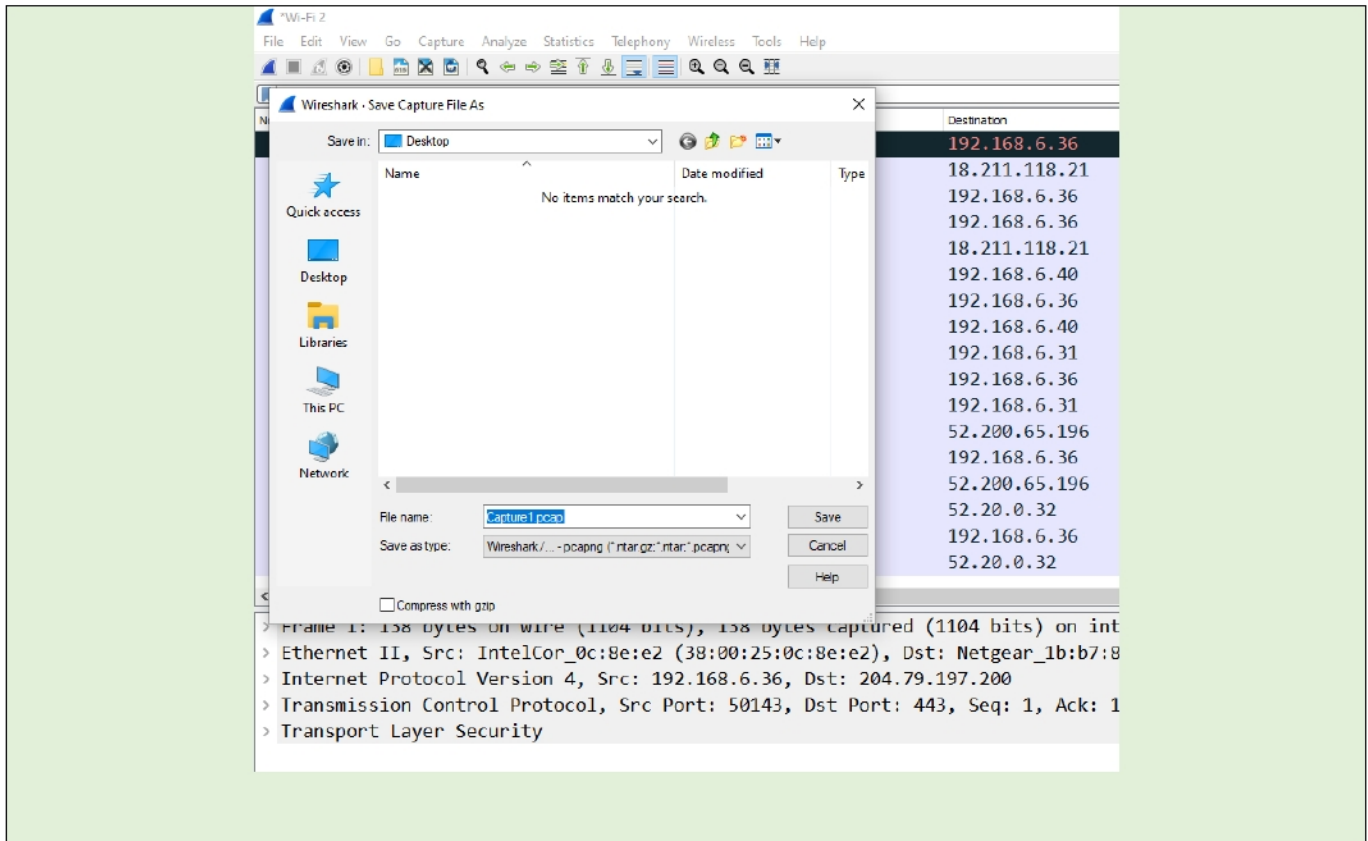 *Wi-Fi 2
File Edit View Go Capture Analyze Statistics Telephony Wireless Tools Help
Wireshark · Save Capture File As
Save in: Desktop
Name Date modified Type
No items match your search.
Quick access
Desktop
Libraries
This PC
Network
File name: Capture1.pcap Save
Save as type: Wireshark/... - pcapng (*.ntar.gz;*.ntar;*.pcapn Cancel
Help
Compress with gzip
Destination
192.168.6.36
18.211.118.21
192.168.6.36
192.168.6.36
18.211.118.21
192.168.6.40
192.168.6.36
192.168.6.40
192.168.6.31
192.168.6.36
192.168.6.31
52.200.65.196
192.168.6.36
52.200.65.196
52.20.0.32
192.168.6.36
52.20.0.32
> Frame 1: 138 bytes on wire (1104 bits), 138 bytes captured (1104 bits) on int
> Ethernet II, Src: IntelCor_0c:8e:e2 (38:00:25:0c:8e:e2), Dst: Netgear_1b:b7:8
> Internet Protocol Version 4, Src: 192.168.6.36, Dst: 204.79.197.200
> Transmission Control Protocol, Src Port: 50143, Dst Port: 443, Seq: 1, Ack: 1
> Transport Layer Security